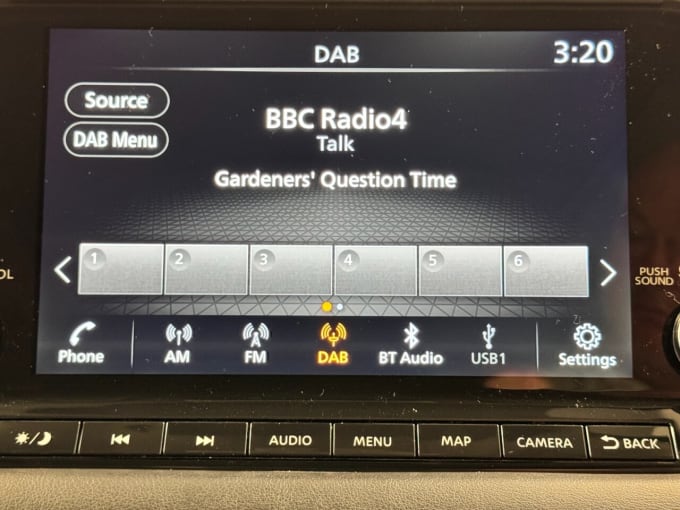 DAB
3:20
Source
DAB Menu
BBC Radio4
Talk
Gardeners' Question Time
1 2 3 4 5 6
Phone AM FM DAB BT Audio USB1 Settings
PUSH
SOUND
AUDIO MENU MAP CAMERA BACK